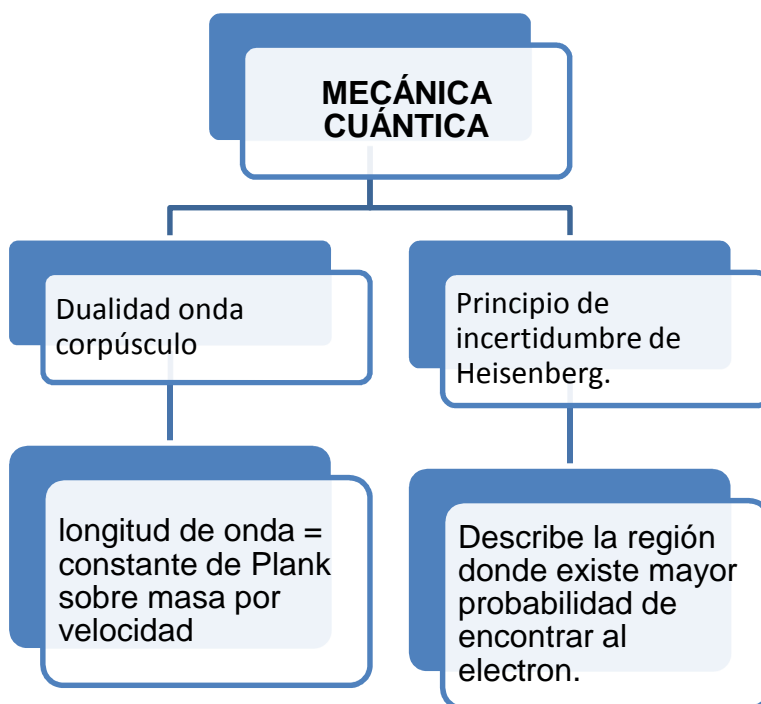 MECÁNICA
CUÁNTICA
Dualidad onda
corpúsculo
Principio de
incertidumbre de
Heisenberg.
longitud de onda =
constante de Plank
sobre masa por
velocidad
Describe la región
donde existe mayor
probabilidad de
encontrar al
electron.